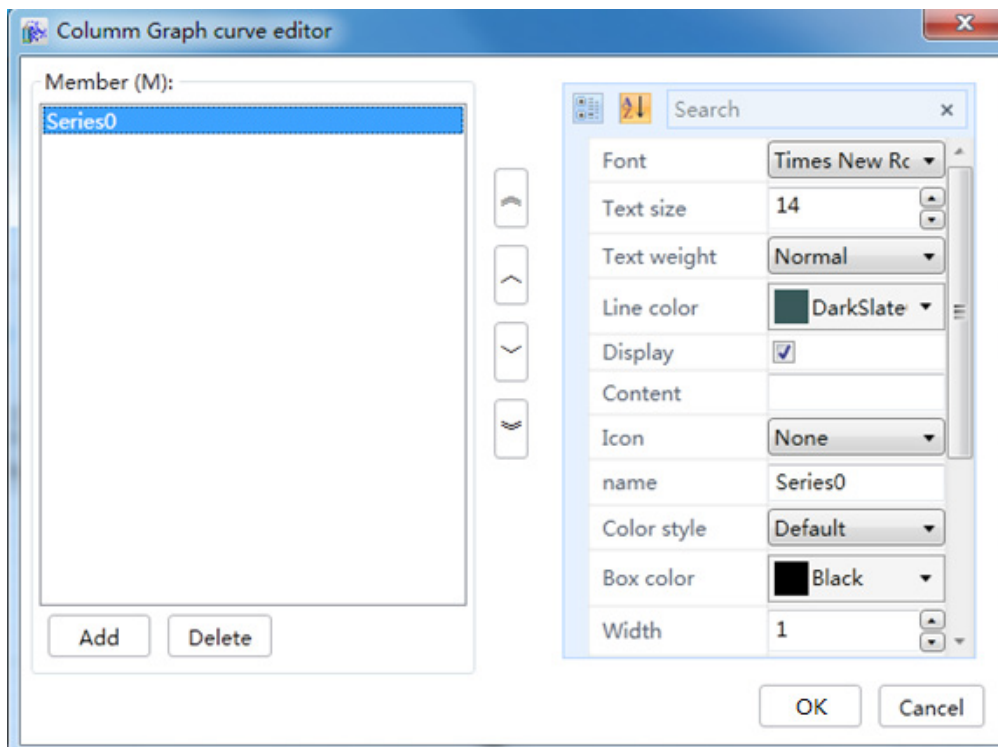 Columm Graph curve editor
Member (M):
Series0
Add
Delete
Search
Font Times New Rc
Text size 14
Text weight Normal
Line color DarkSlate
Display
Content
Icon None
name Series0
Color style Default
Box color Black
Width 1
OK
Cancel